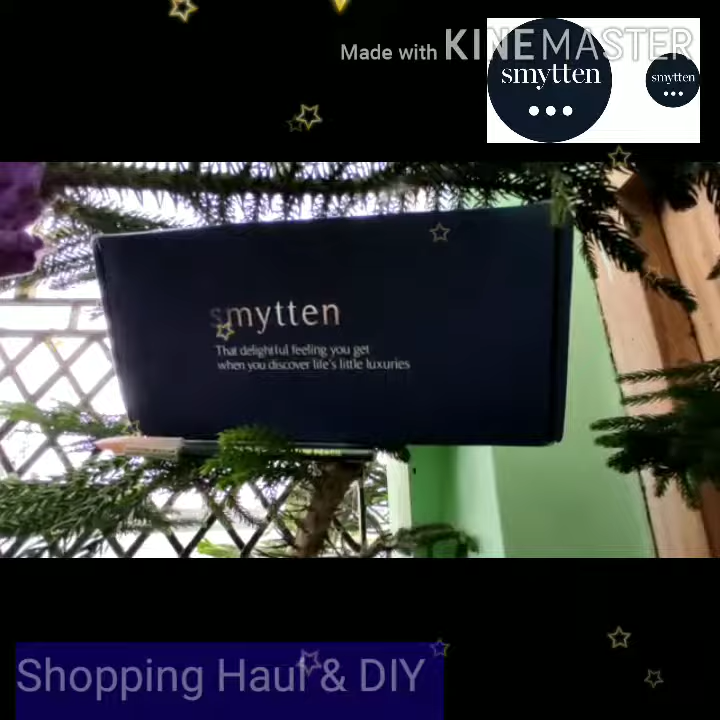 Made with KINEMASTER
smytten
smytten
smytten
That delightful feeling you get
when you discover life's little luxuries
Shopping Haul & DIY